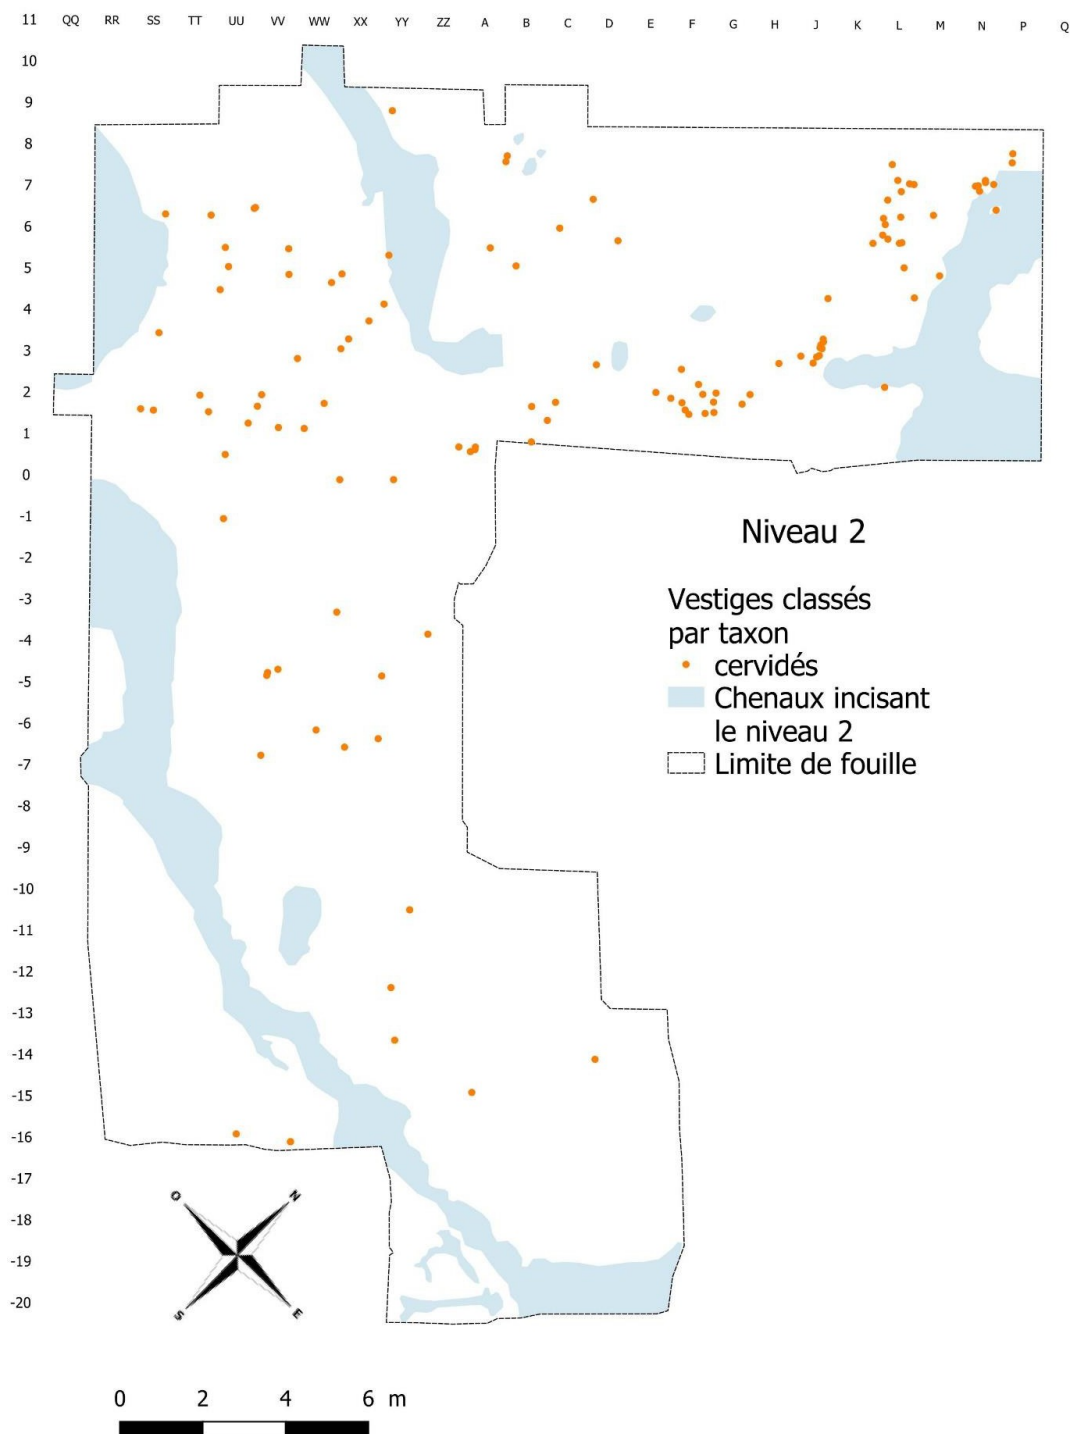 11 QQ RR SS TT UU VV WW XX YY ZZ A B C D E F G H J K L M N P Q
10
9
8
7
6
5
4
3
2
1
0
-1
-2
-3
-4
-5
-6
-7
-8
-9
-10
-11
-12
-13
-14
-15
-16
-17
-18
-19
-20
Niveau 2
Vestiges classés
par taxon
cervidés
Chenaux incisant
le niveau 2
Limite de fouille
O N
S E
0 2 4 6 m